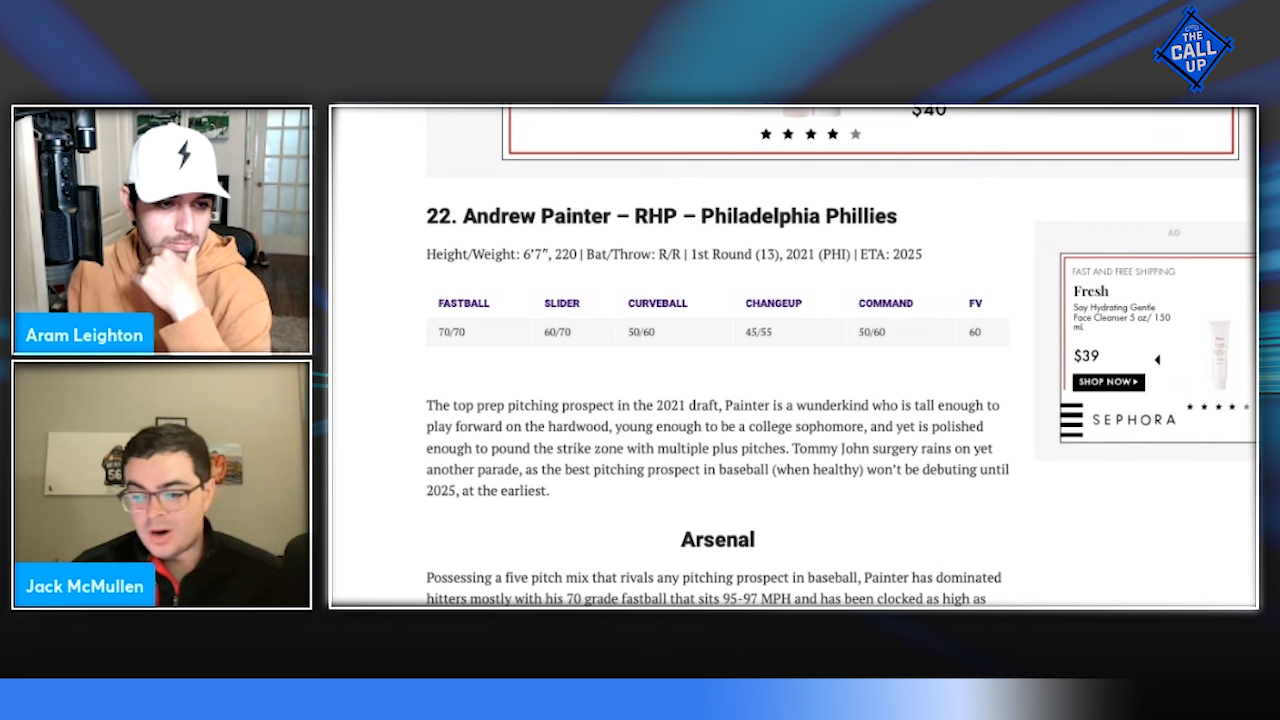 THE
CALL
UP
$40
22. Andrew Painter – RHP – Philadelphia Phillies
Height/Weight: 6'7", 220 | Bat/Throw: R/R | 1st Round (13), 2021 (PHI) | ETA: 2025
FASTBALL SLIDER CURVEBALL CHANGEUP COMMAND FV
70/70 60/70 50/60 45/55 50/60 60
The top prep pitching prospect in the 2021 draft, Painter is a wunderkind who is tall enough to
play forward on the hardwood, young enough to be a college sophomore, and yet is polished
enough to pound the strike zone with multiple plus pitches. Tommy John surgery rains on yet
another parade, as the best pitching prospect in baseball (when healthy) won't be debuting until
2025, at the earliest.
Arsenal
Possessing a five pitch mix that rivals any pitching prospect in baseball, Painter has dominated
hitters mostly with his 70 grade fastball that sits 95-97 MPH and has been clocked as high as
AD
FAST AND FREE SHIPPING
Fresh
Soy Hydrating Gentle
Face Cleanser 5 oz/ 150
mL
$39
SHOP NOW
SEPHORA
Aram Leighton
56
Jack McMullen